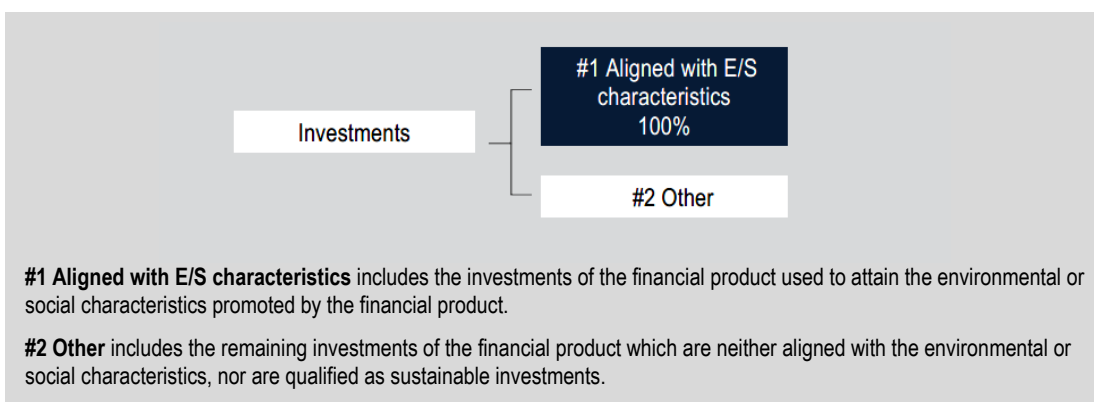 #1 Aligned with E/S
characteristics
100%
Investments
#2 Other
#1 Aligned with E/S characteristics includes the investments of the financial product used to attain the environmental or
social characteristics promoted by the financial product.
#2 Other includes the remaining investments of the financial product which are neither aligned with the environmental or
social characteristics, nor are qualified as sustainable investments.